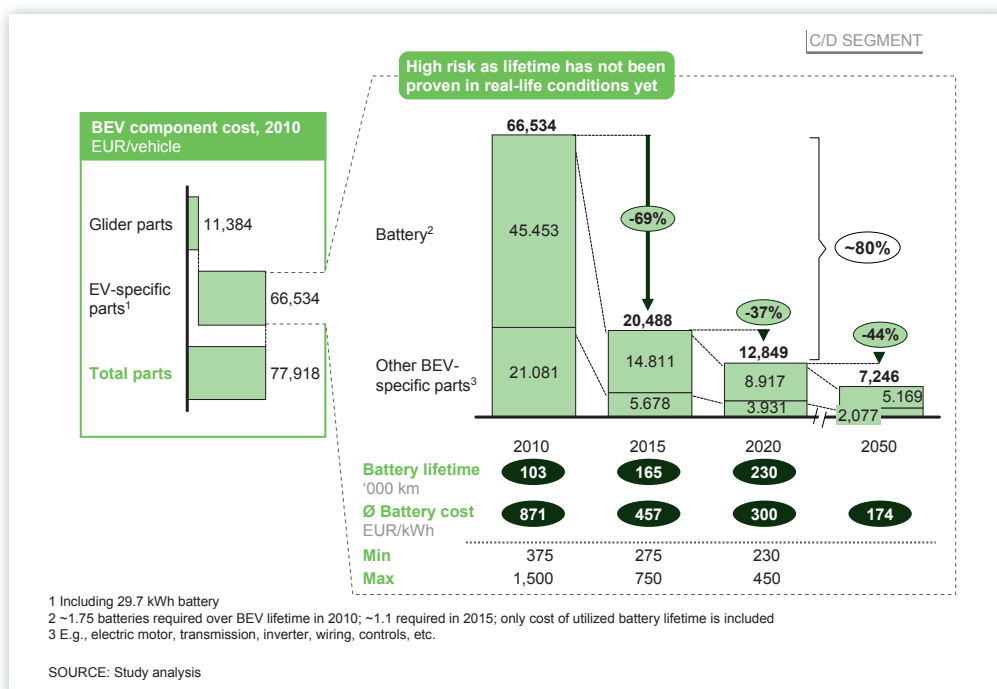 C/D SEGMENT
High risk as lifetime has not been
proven in real-life conditions yet
BEV component cost, 2010
EUR/vehicle
Glider parts
11,384
EV-specific
parts1
66,534
Total parts
77,918
66,534
Battery2
45.453
-69%
~80%
20,488
-37%
-44%
12,849
7,246
Other BEV-
specific parts3
21.081
14.811
5.678
8.917
3.931
5.169
2,077
2010 2015 2020 2050
Battery lifetime
'000 km
103 165 230
Ø Battery cost
EUR/kWh
871 457 300 174
Min 375 275 230
Max 1,500 750 450
1 Including 29.7 kWh battery
2 ~1.75 batteries required over BEV lifetime in 2010; ~1.1 required in 2015; only cost of utilized battery lifetime is included
3 E.g., electric motor, transmission, inverter, wiring, controls, etc.
SOURCE: Study analysis